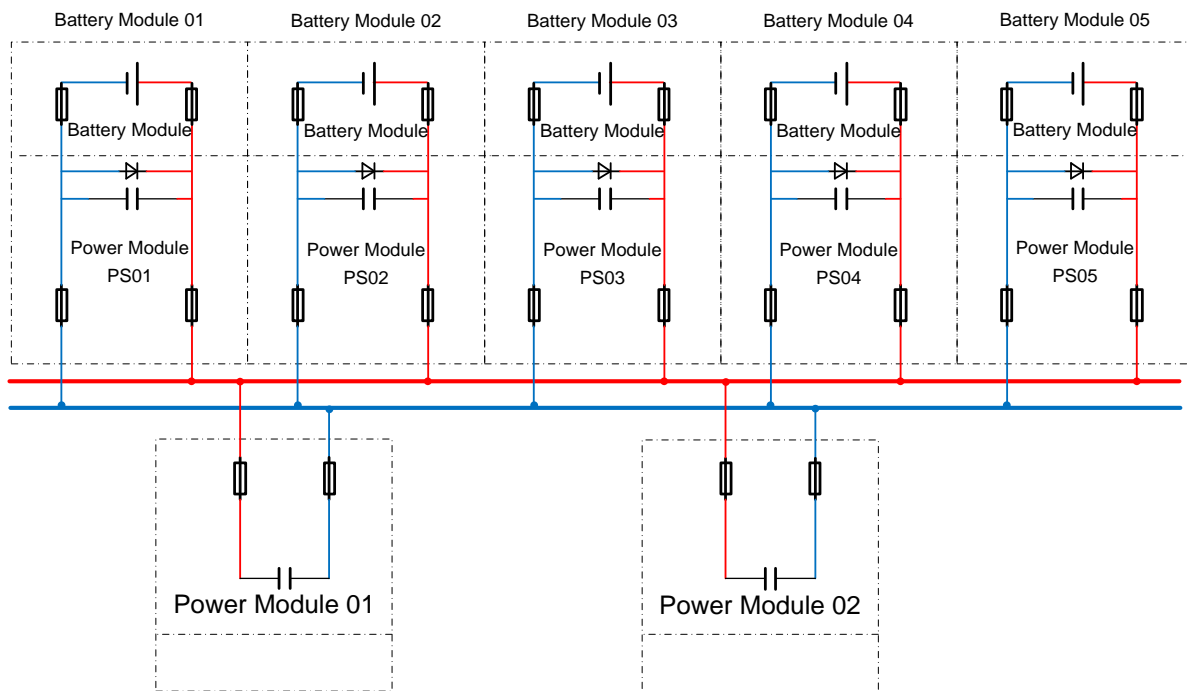 Battery Module 01
Battery Module 02
Battery Module 03
Battery Module 04
Battery Module 05
Battery Module
Battery Module
Battery Module
Battery Module
Battery Module
Power Module
PS01
Power Module
PS02
Power Module
PS03
Power Module
PS04
Power Module
PS05
Power Module 01
Power Module 02